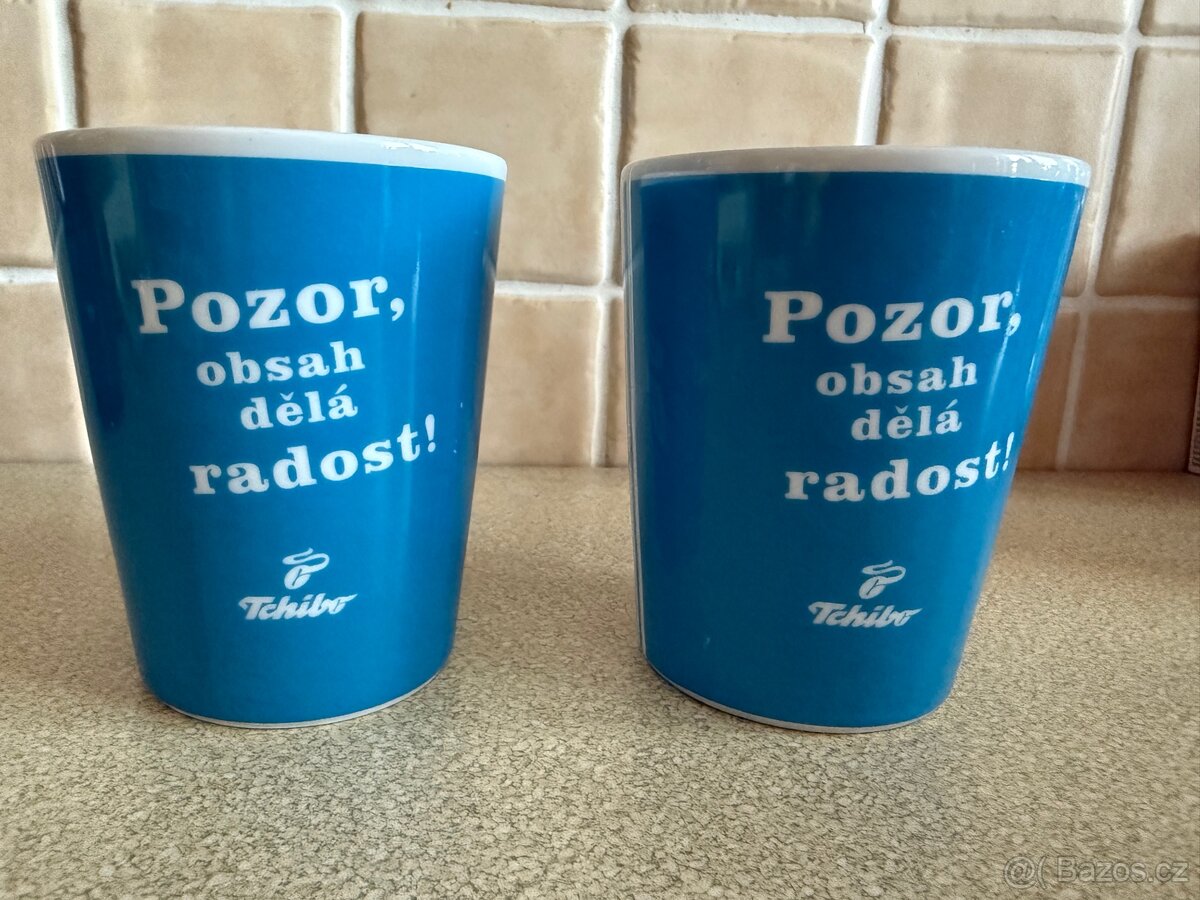 Pozor,
obsah
dělá
radost!
Tchibo
Pozor,
obsah
dělá
radost!
Tchibo
@( Bazos.cz